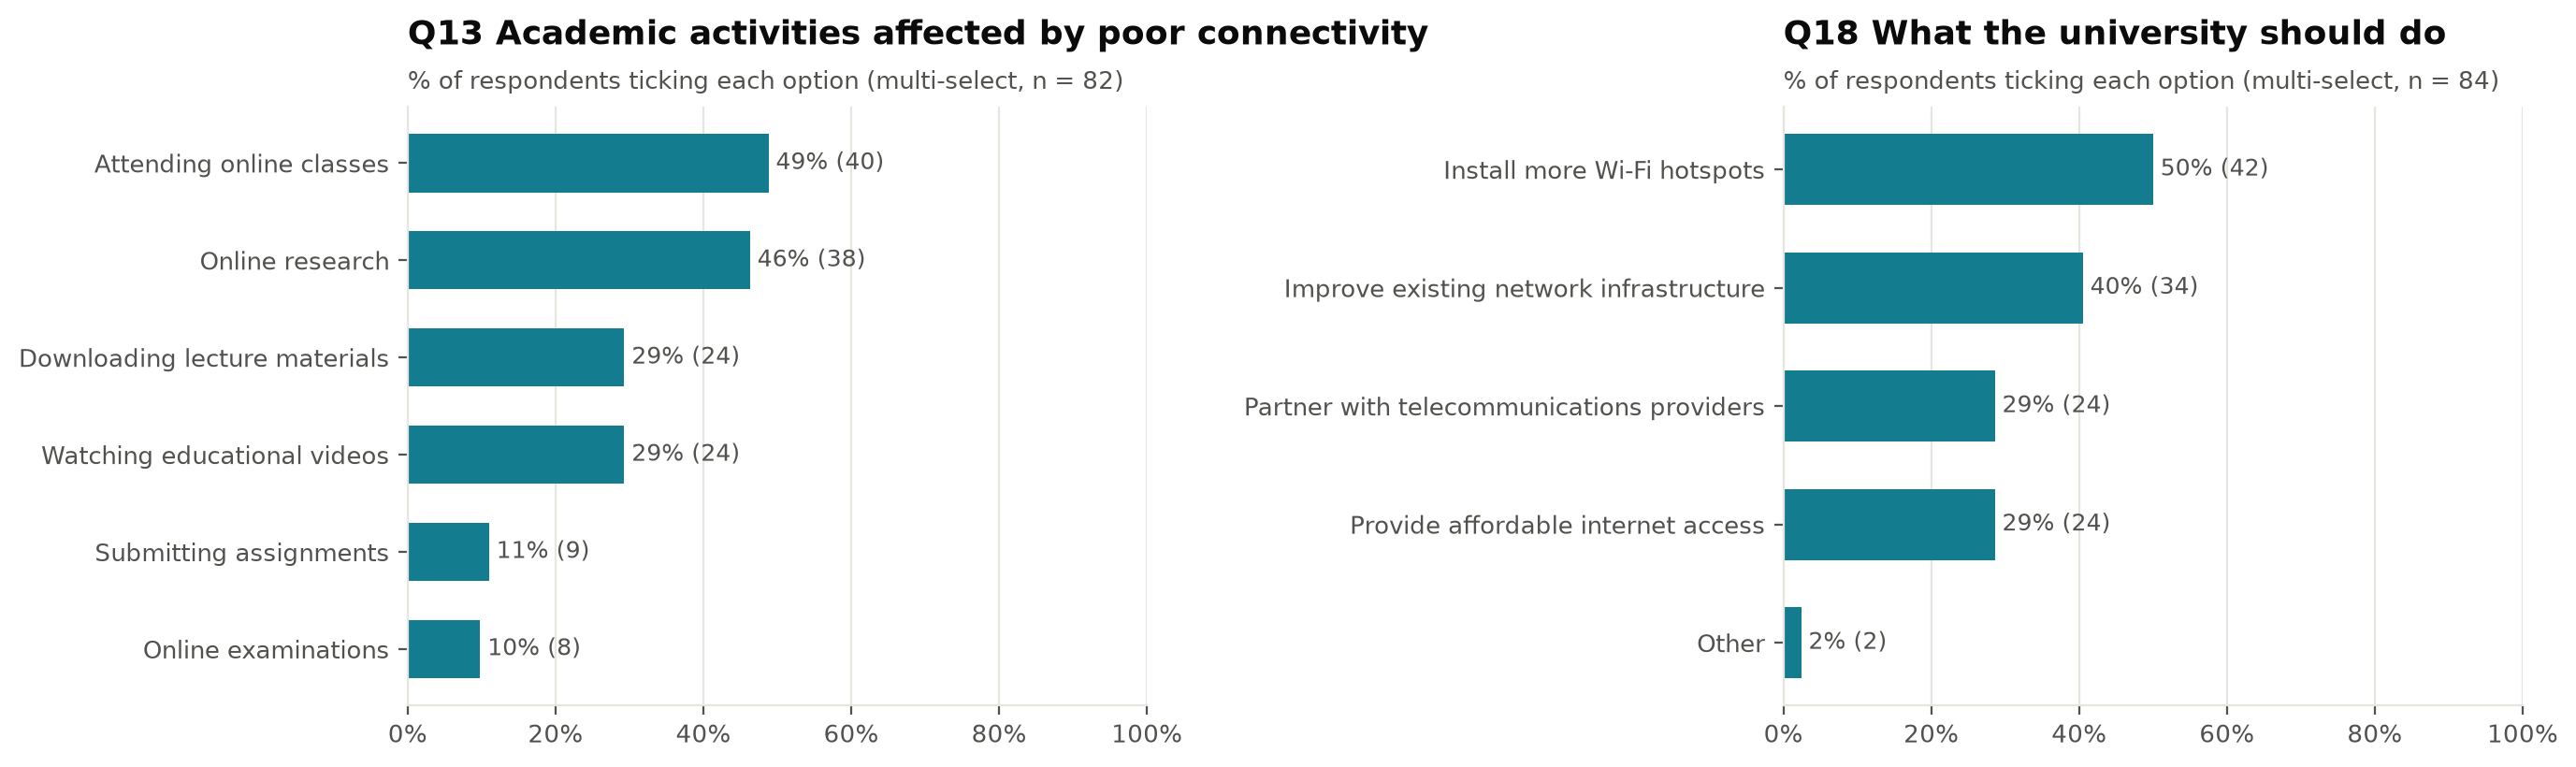 Q13 Academic activities affected by poor connectivity
% of respondents ticking each option (multi-select, n = 82)
Attending online classes
49% (40)
Online research
46% (38)
Downloading lecture materials
29% (24)
Watching educational videos
29% (24)
Submitting assignments
11% (9)
Online examinations
10% (8)
0%
20%
40%
60%
80%
100%
Q18 What the university should do
% of respondents ticking each option (multi-select, n = 84)
Install more Wi-Fi hotspots
50% (42)
Improve existing network infrastructure
40% (34)
Partner with telecommunications providers
29% (24)
Provide affordable internet access
29% (24)
Other
2% (2)
0%
20%
40%
60%
80%
100%